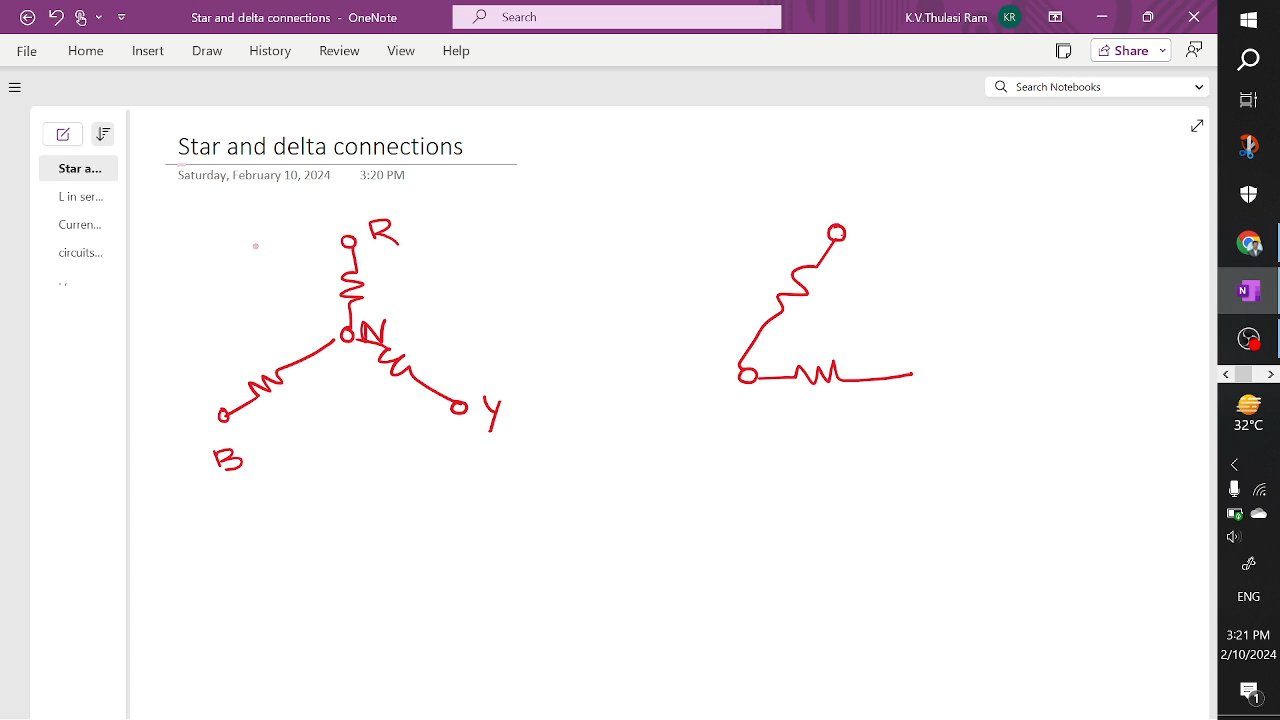 Star and delta connections - OneNote
Search
K.V.Thulasi Ram
KR
File Home Insert Draw History Review View Help
Share
Search Notebooks
Star a...
L in ser...
Curren...
circuits...
. ,
Star and delta connections
Saturday, February 10, 2024 3:20 PM
R
N
Y
B
N
32°C
ENG
3:21 PM
2/10/2024
1